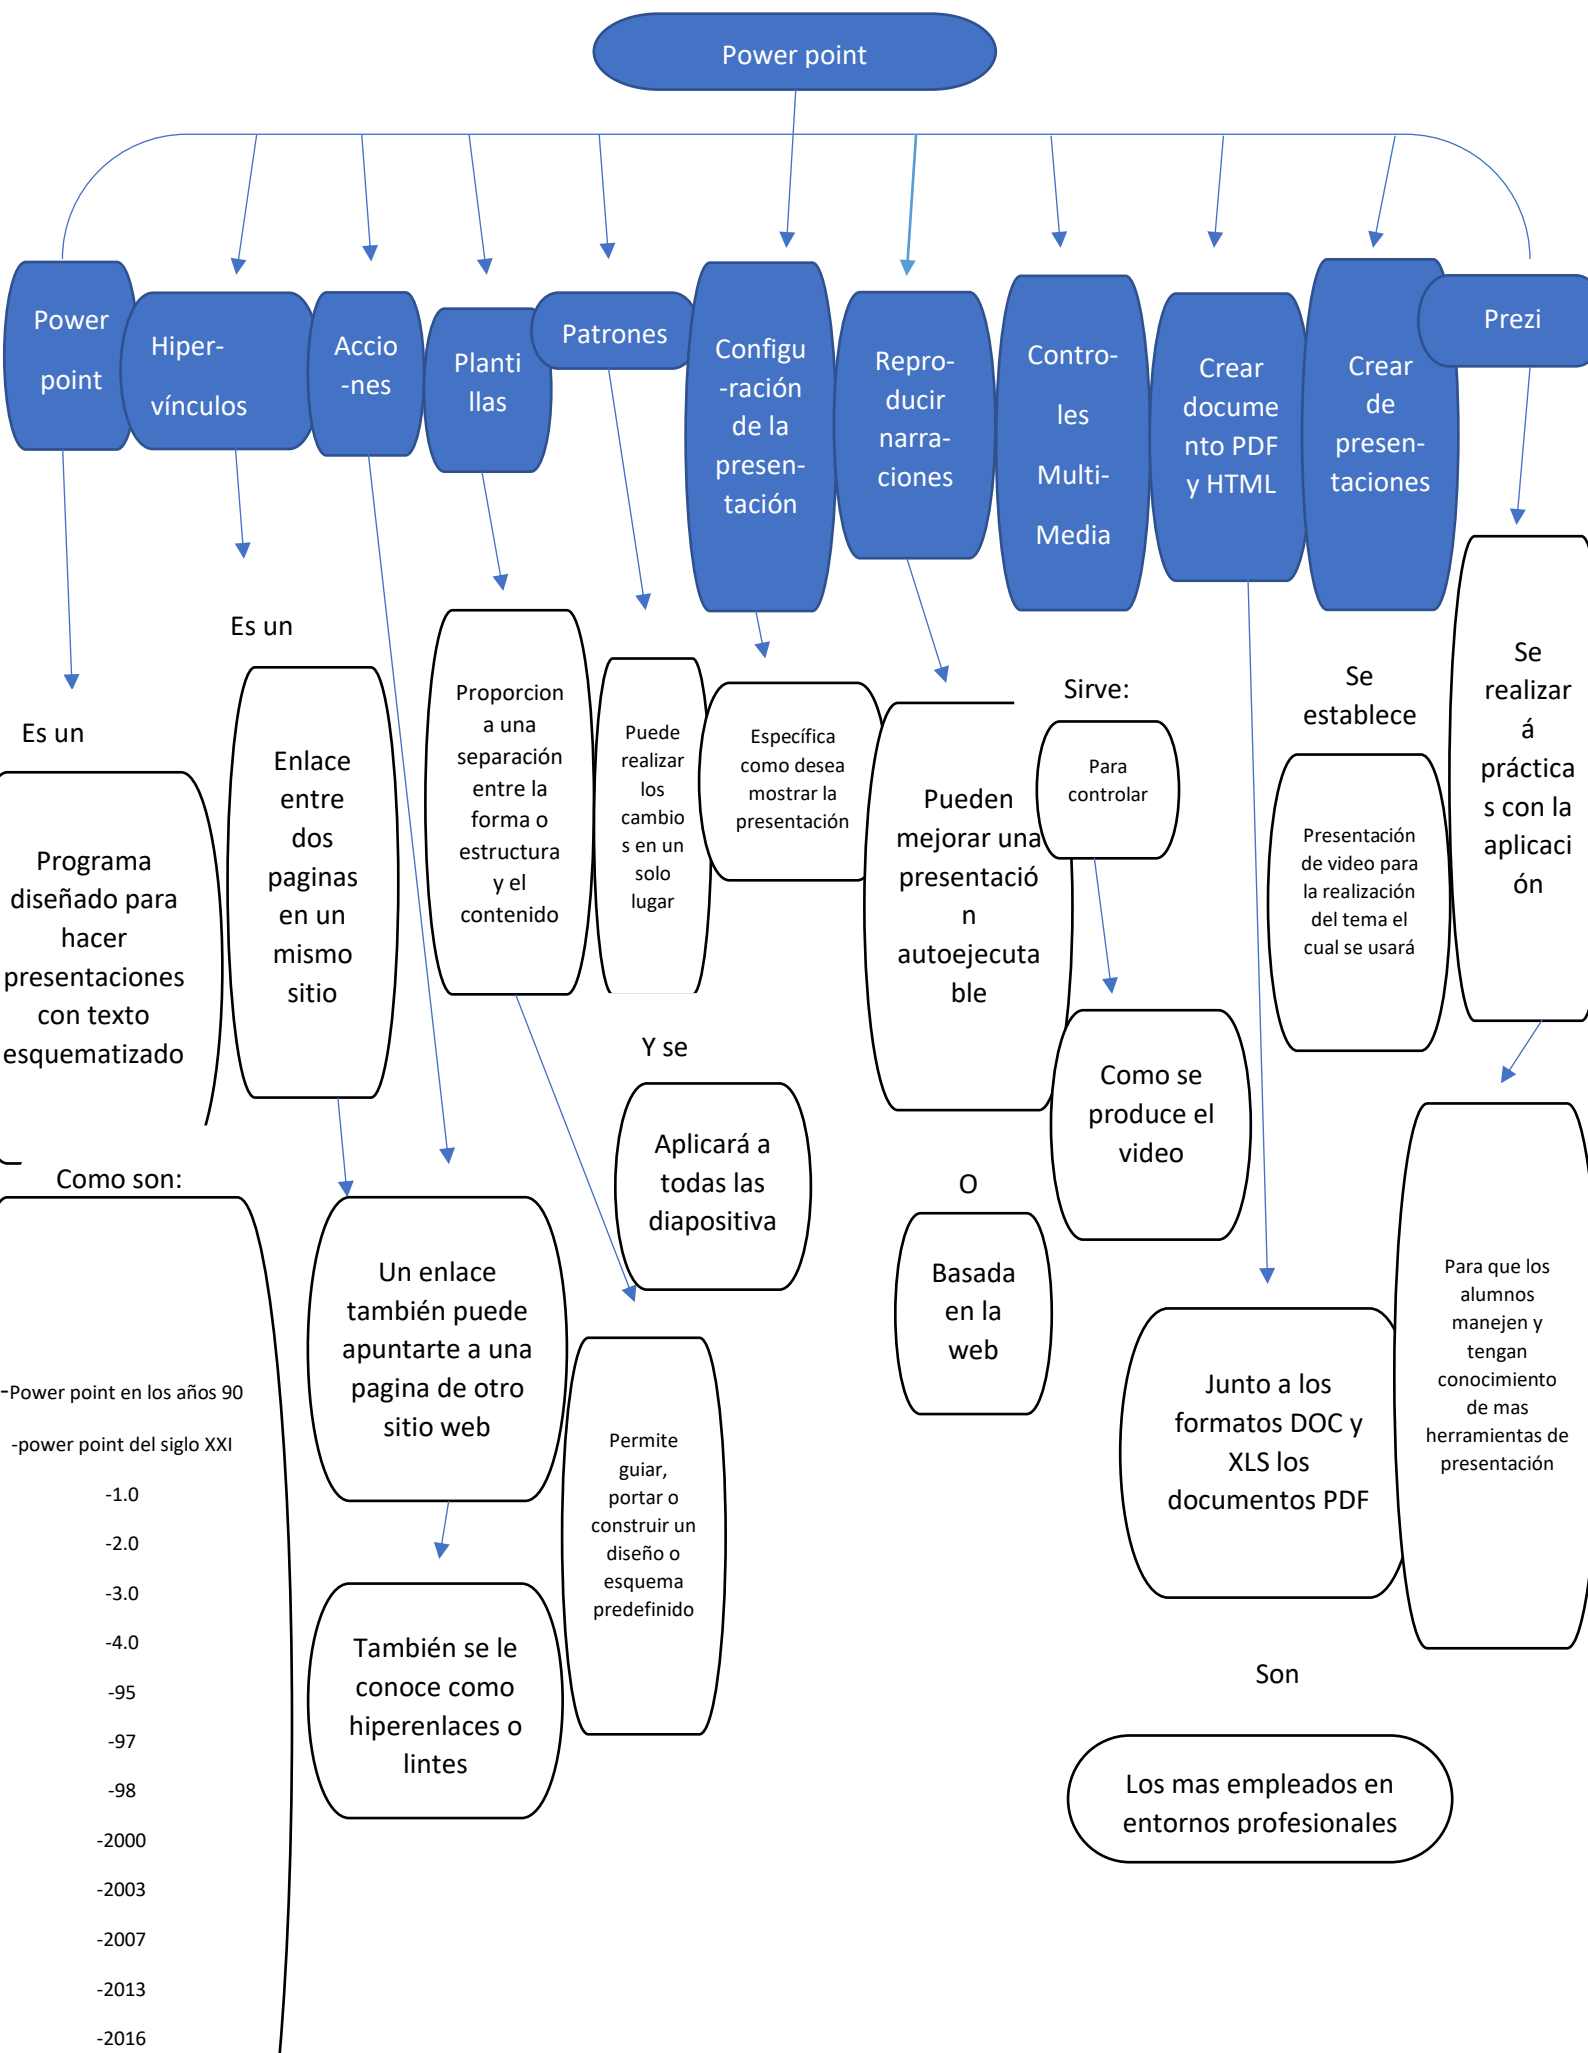 Power point
Power
point
Hiper-
vínculos
Accio
-nes
Planti
llas
Patrones
Configu
-ración
de la
presen-
tación
Repro-
ducir
narra-
ciones
Contro-
les
Multi-
Media
Crear
docume
nto PDF
y HTML
Crear
de
presen-
taciones
Prezi
Es un
Programa
diseñado para
hacer
presentaciones
con texto
esquematizado
Como son:
-Power point en los años 90
-power point del siglo XXI
-1.0
-2.0
-3.0
-4.0
-95
-97
-98
-2000
-2003
-2007
-2013
-2016
Es un
Enlace
entre
dos
paginas
en un
mismo
sitio
Un enlace
también puede
apuntarte a una
pagina de otro
sitio web
También se le
conoce como
hiperenlaces o
lintes
Proporcion
a una
separación
entre la
forma o
estructura
y el
contenido
Permite
guiar,
portar o
construir un
diseño o
esquema
predefinido
Puede
realizar
los
cambio
s en un
solo
lugar
Y se
Aplicará a
todas las
diapositiva
Específica
como desea
mostrar la
presentación
Pueden
mejorar una
presentació
n
autoejecuta
ble
O
Basada
en la
web
Sirve:
Para
controlar
Como se
produce el
video
Junto a los
formatos DOC y
XLS los
documentos PDF
Son
Los mas empleados en
entornos profesionales
Se
establece
Presentación
de video para
la realización
del tema el
cual se usará
Se
realizar
á
práctica
s con la
aplicaci
ón
Para que los
alumnos
manejen y
tengan
conocimiento
de mas
herramientas de
presentación